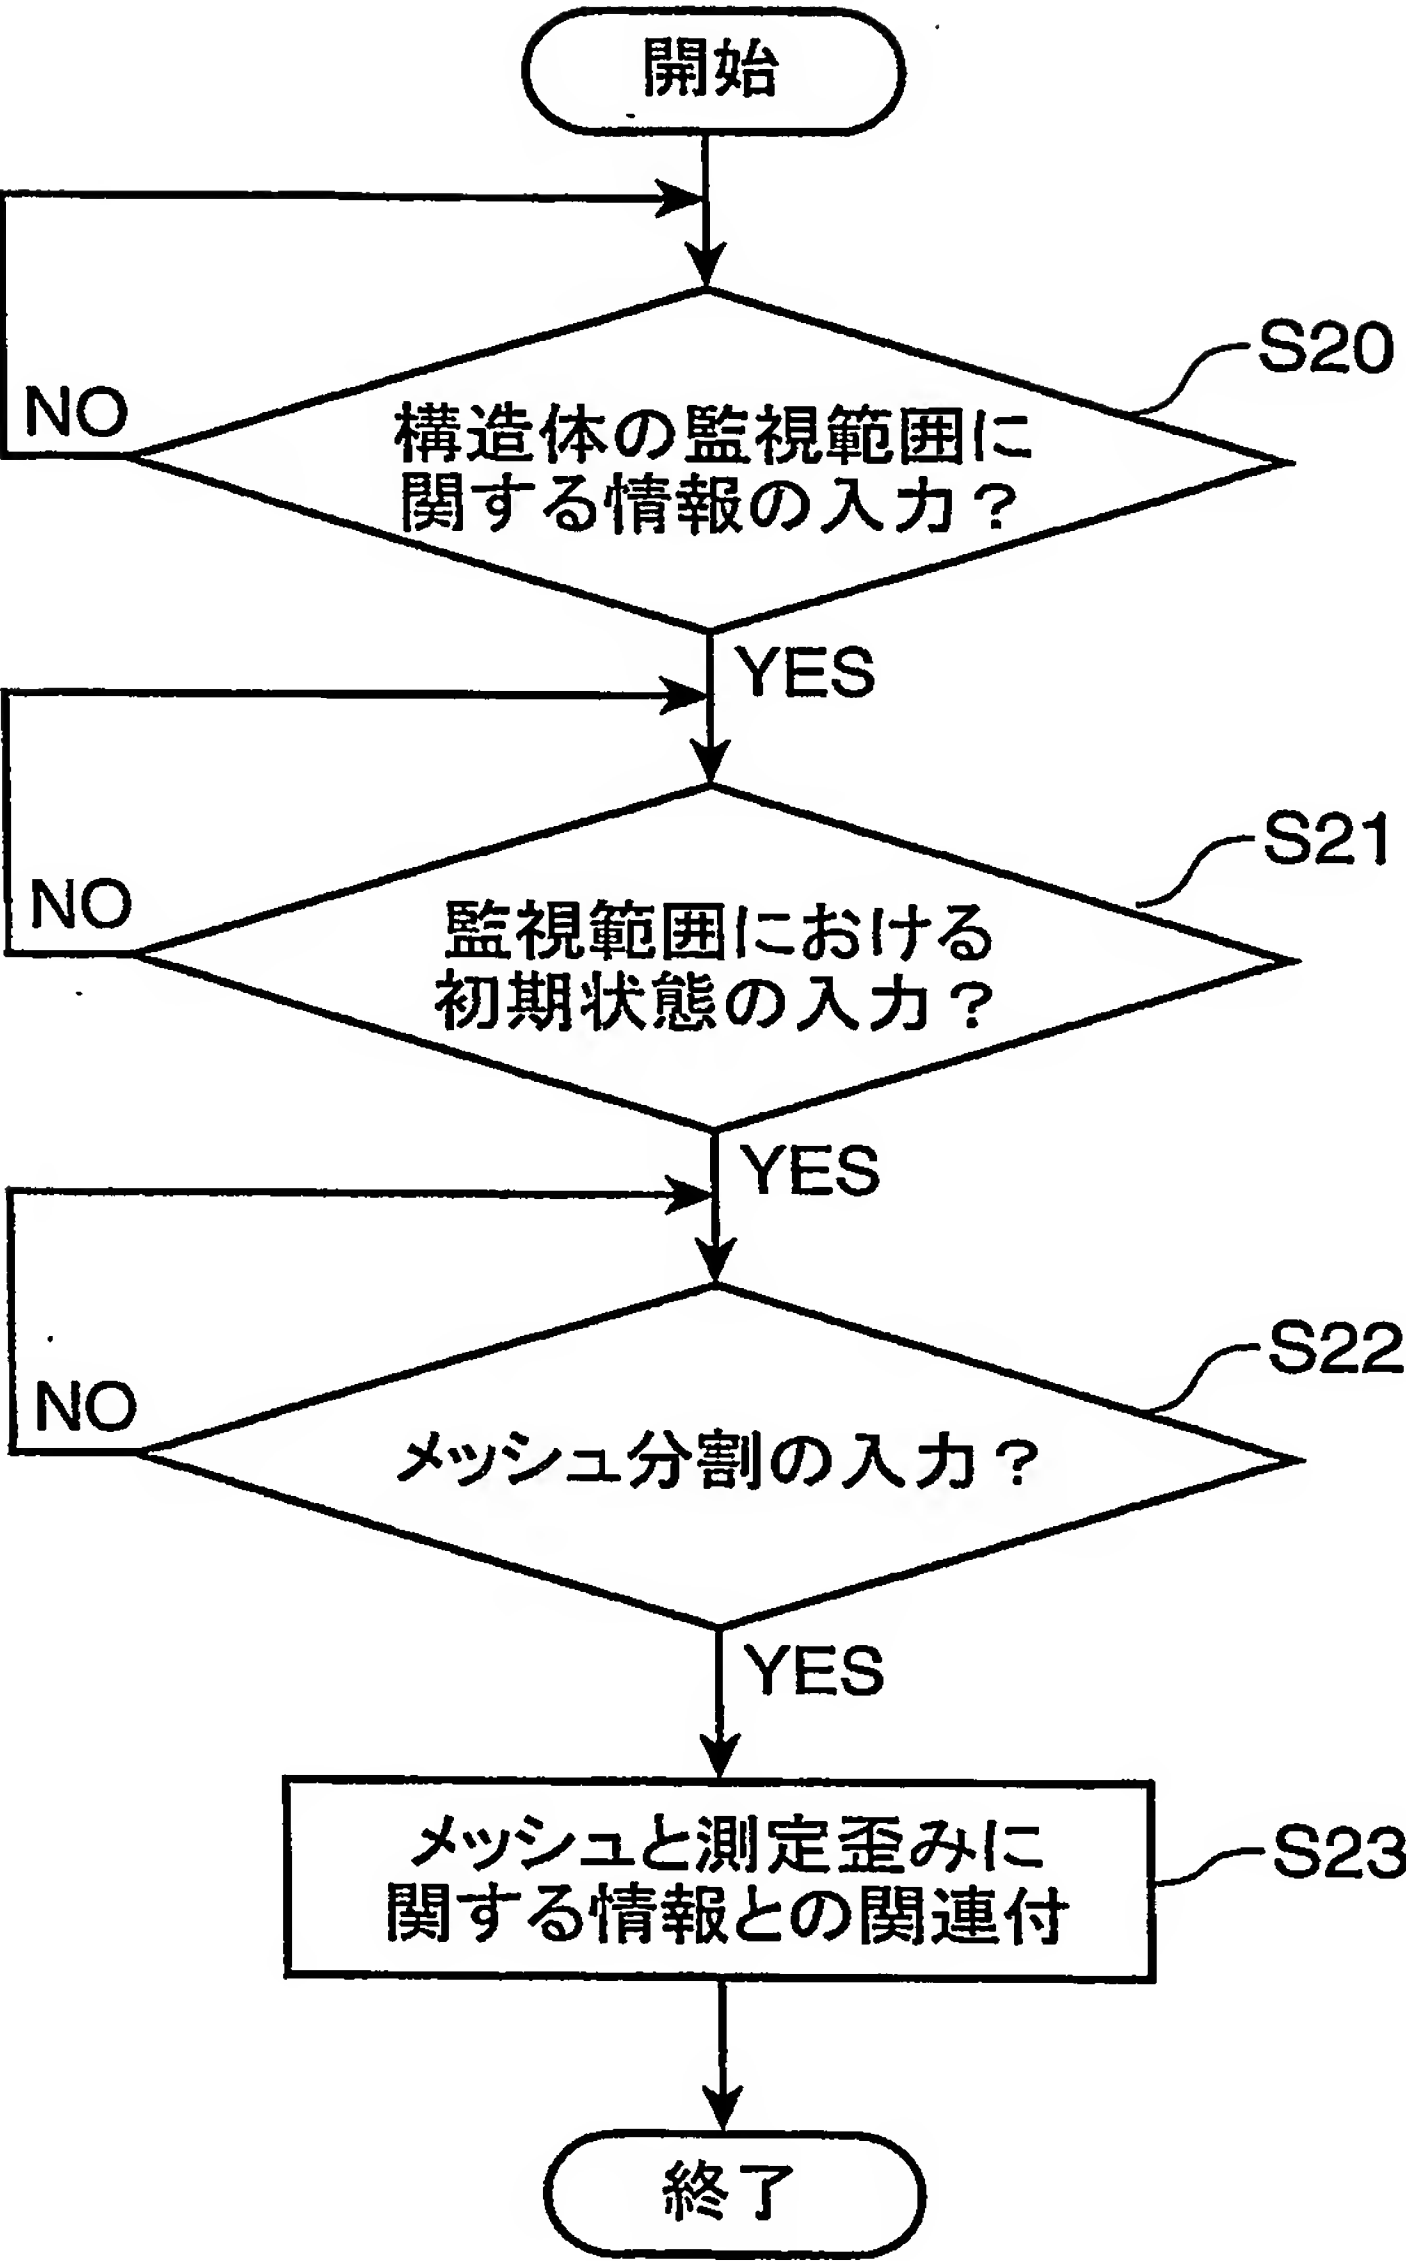 開始
S20
NO
構造体の監視範囲に
関する情報の入力？
YES
S21
NO
監視範囲における
初期状態の入力？
YES
S22
NO
メッシュ分割の入力？
YES
メッシュと測定歪みに
関する情報との関連付
S23
終了